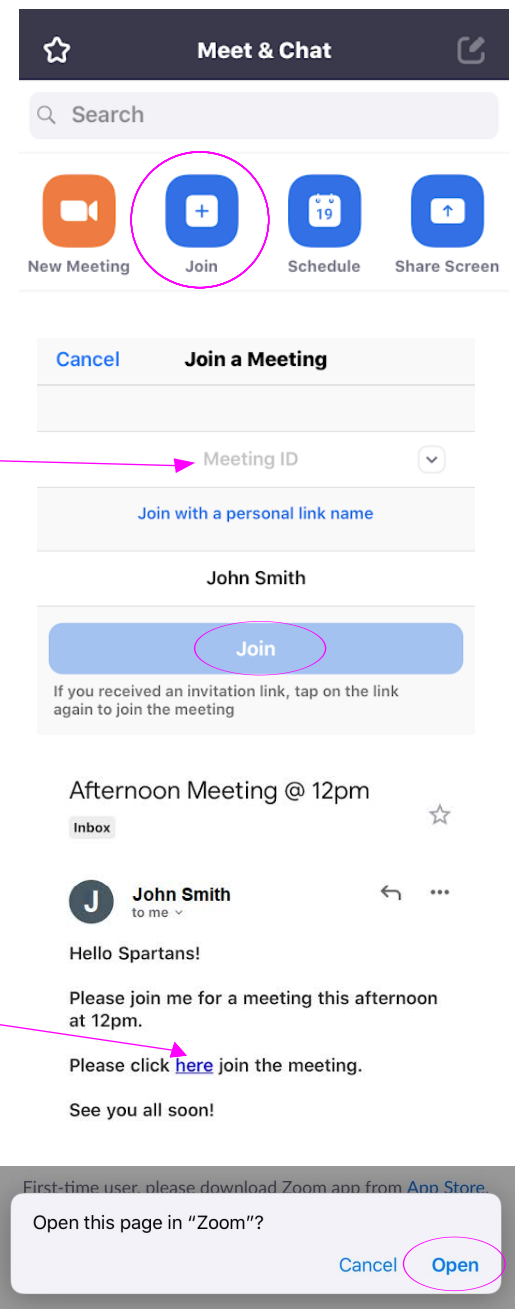 Meet & Chat
Search
19
New Meeting Join Schedule Share Screen
Cancel Join a Meeting
Meeting ID
Join with a personal link name
John Smith
Join
If you received an invitation link, tap on the link
again to join the meeting
Afternoon Meeting @ 12pm
Inbox
J
John Smith
to me
Hello Spartans!
Please join me for a meeting this afternoon
at 12pm.
Please click here join the meeting.
See you all soon!
First-time user, please download Zoom app from App Store.
Open this page in “Zoom”?
Cancel Open